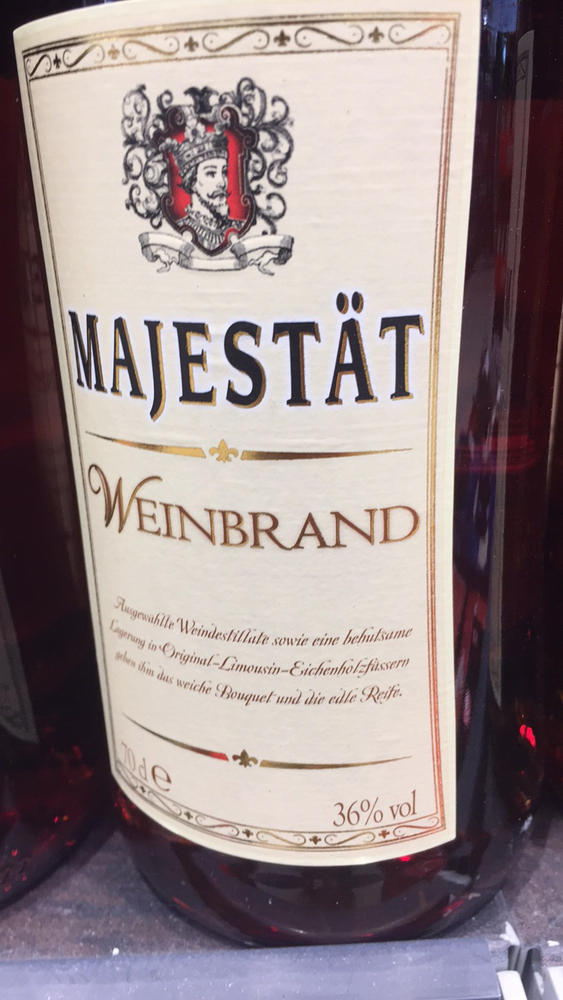 MAJESTÄT
WEINBRAND
Ausgewählte Weindestillate sowie eine behutsame
Lagerung in Original-Limousin-Eichenholzfässern
geben ihm das weiche Bouquet und die edle Reife.
70 cl e
36% vol